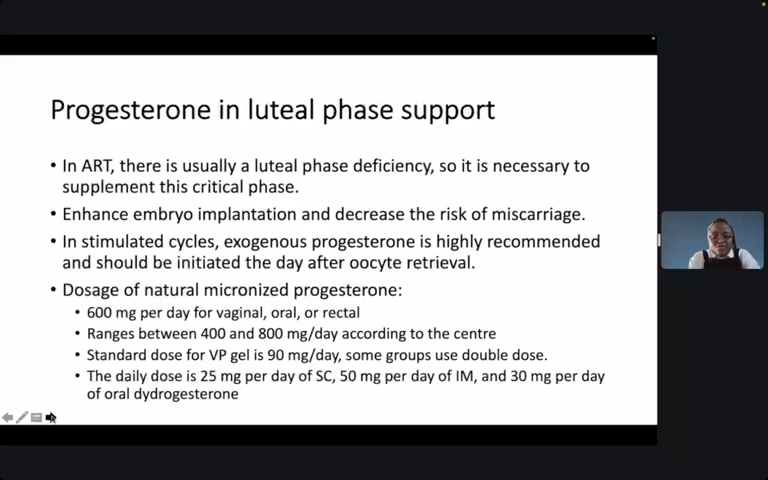 Progesterone in luteal phase support
• In ART, there is usually a luteal phase deficiency, so it is necessary to
supplement this critical phase.
• Enhance embryo implantation and decrease the risk of miscarriage.
• In stimulated cycles, exogenous progesterone is highly recommended
and should be initiated the day after oocyte retrieval.
• Dosage of natural micronized progesterone:
• 600 mg per day for vaginal, oral, or rectal
• Ranges between 400 and 800 mg/day according to the centre
• Standard dose for VP gel is 90 mg/day, some groups use double dose.
• The daily dose is 25 mg per day of SC, 50 mg per day of IM, and 30 mg per day
of oral dydrogesterone